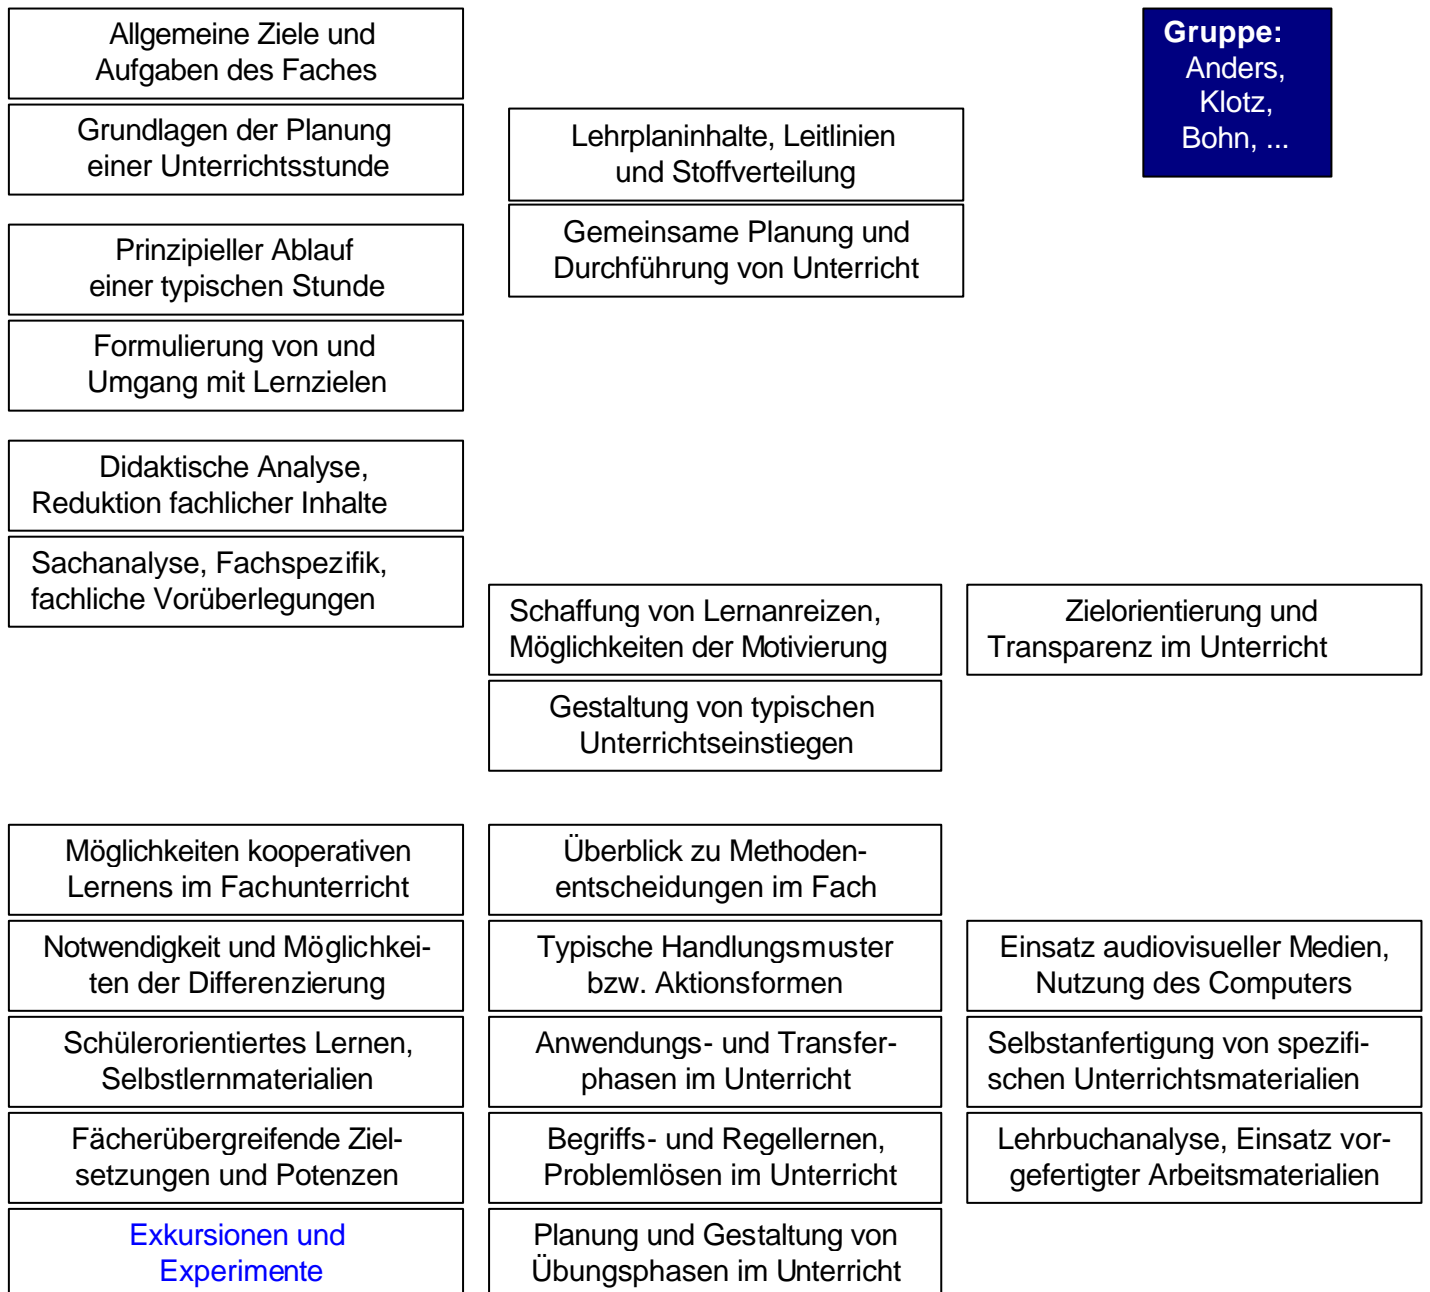 Allgemeine Ziele und
Aufgaben des Faches
Gruppe:
Anders,
Klotz,
Bohn, ...
Grundlagen der Planung
einer Unterrichtsstunde
Lehrplaninhalte, Leitlinien
und Stoffverteilung
Prinzipieller Ablauf
einer typischen Stunde
Gemeinsame Planung und
Durchführung von Unterricht
Formulierung von und
Umgang mit Lernzielen
Didaktische Analyse,
Reduktion fachlicher Inhalte
Sachanalyse, Fachspezifik,
fachliche Vorüberlegungen
Schaffung von Lernanreizen,
Möglichkeiten der Motivierung
Zielorientierung und
Transparenz im Unterricht
Gestaltung von typischen
Unterrichtseinstiegen
Möglichkeiten kooperativen
Lernens im Fachunterricht
Überblick zu Methoden-
entscheidungen im Fach
Notwendigkeit und Möglichkei-
ten der Differenzierung
Typische Handlungsmuster
bzw. Aktionsformen
Einsatz audiovisueller Medien,
Nutzung des Computers
Schülerorientiertes Lernen,
Selbstlernmaterialien
Anwendungs- und Transfer-
phasen im Unterricht
Selbstanfertigung von spezifi-
schen Unterrichtsmaterialien
Fächerübergreifende Ziel-
setzungen und Potenzen
Begriffs- und Regellernen,
Problemlösen im Unterricht
Lehrbuchanalyse, Einsatz vor-
gefertigter Arbeitsmaterialien
Exkursionen und
Experimente
Planung und Gestaltung von
Übungsphasen im Unterricht